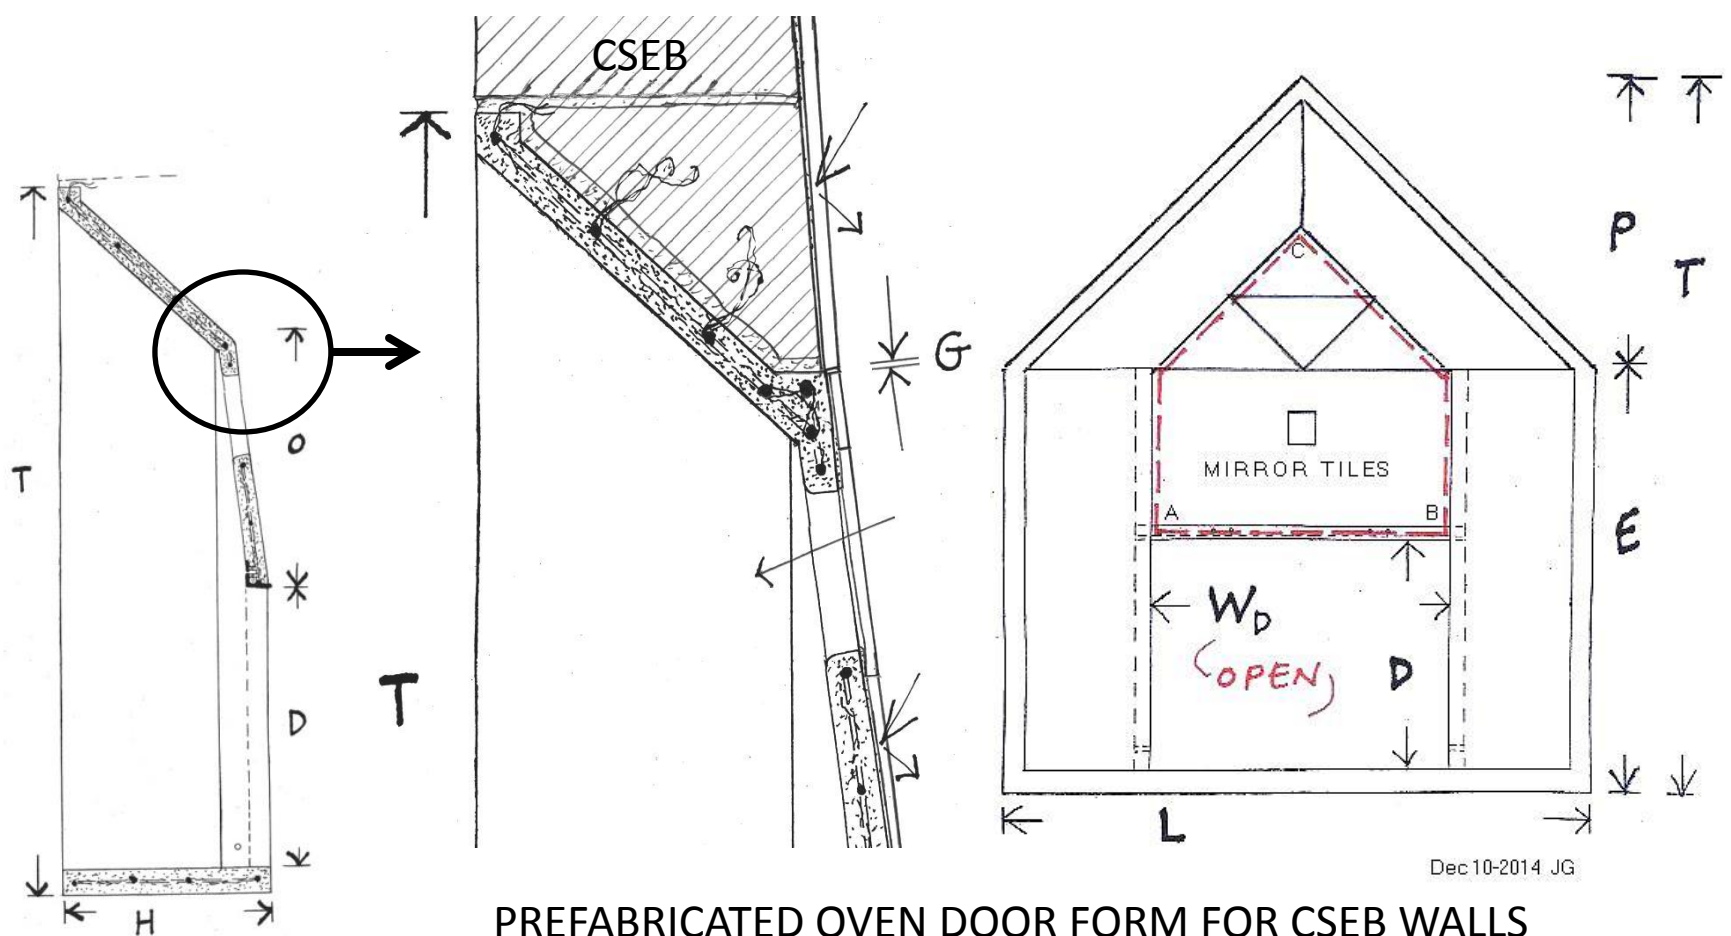 CSEB
T
O
D
H
T
G
C
MIRROR TILES
A
B
W_D
(OPEN)
D
P
T
E
L
Dec 10-2014 JG
PREFABRICATED OVEN DOOR FORM FOR CSEB WALLS